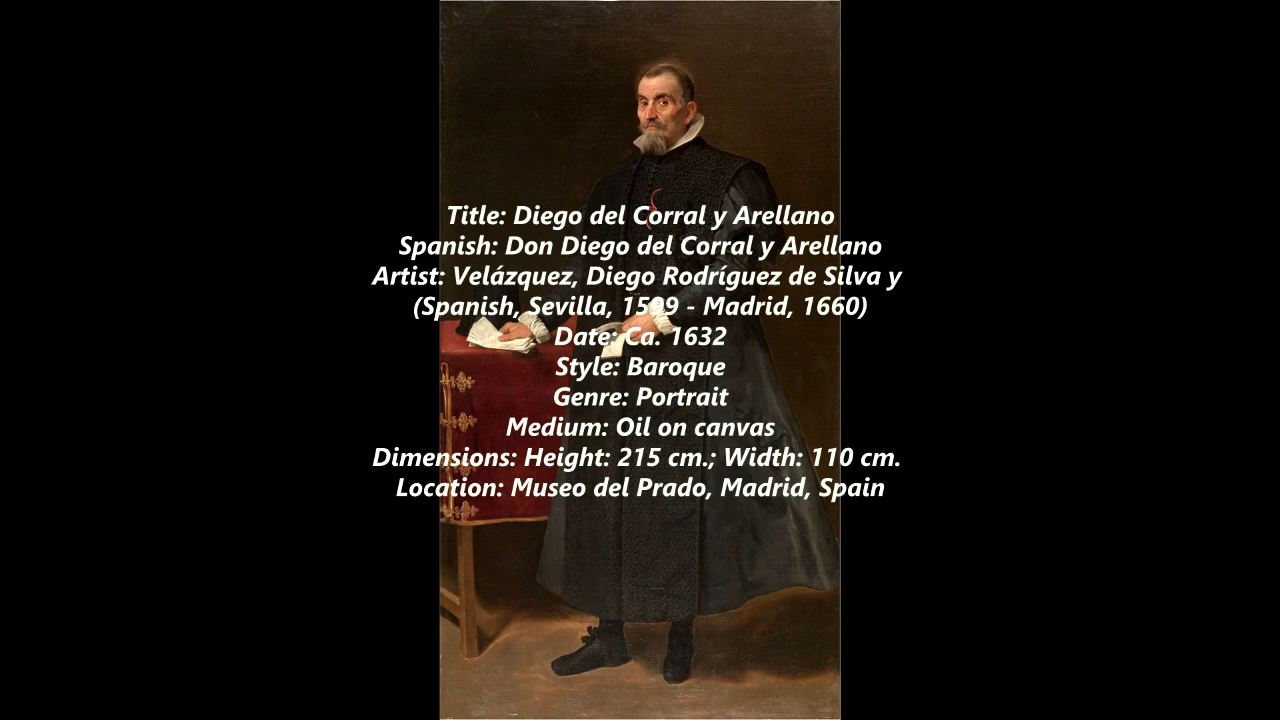 Title: Diego del Corral y Arellano
Spanish: Don Diego del Corral y Arellano
Artist: Velázquez, Diego Rodríguez de Silva y
(Spanish, Sevilla, 1599 - Madrid, 1660)
Date: Ca. 1632
Style: Baroque
Genre: Portrait
Medium: Oil on canvas
Dimensions: Height: 215 cm.; Width: 110 cm.
Location: Museo del Prado, Madrid, Spain